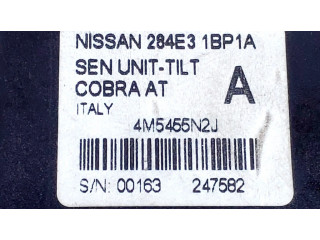 NISSAN 284E3 1BP1A
SEN UNIT-TILT
COBRA AT
A
ITALY
4M5455N2J
S/N: 00163 247582